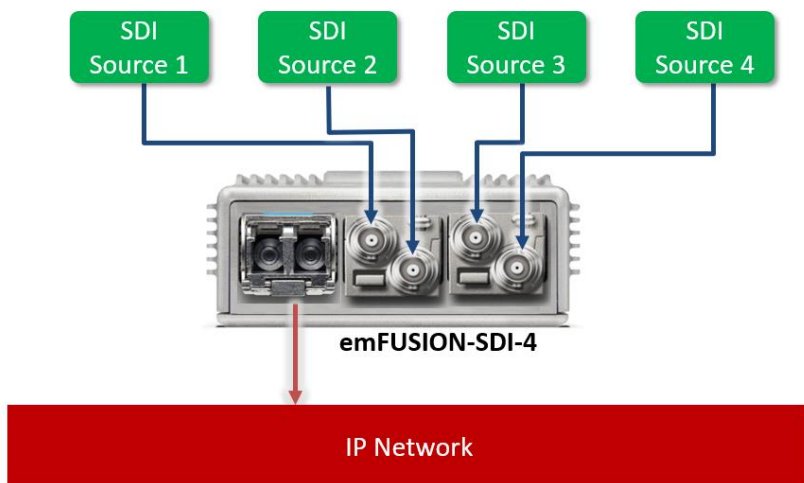 SDI
Source 1
SDI
Source 2
SDI
Source 3
SDI
Source 4
emFUSION-SDI-4
IP Network